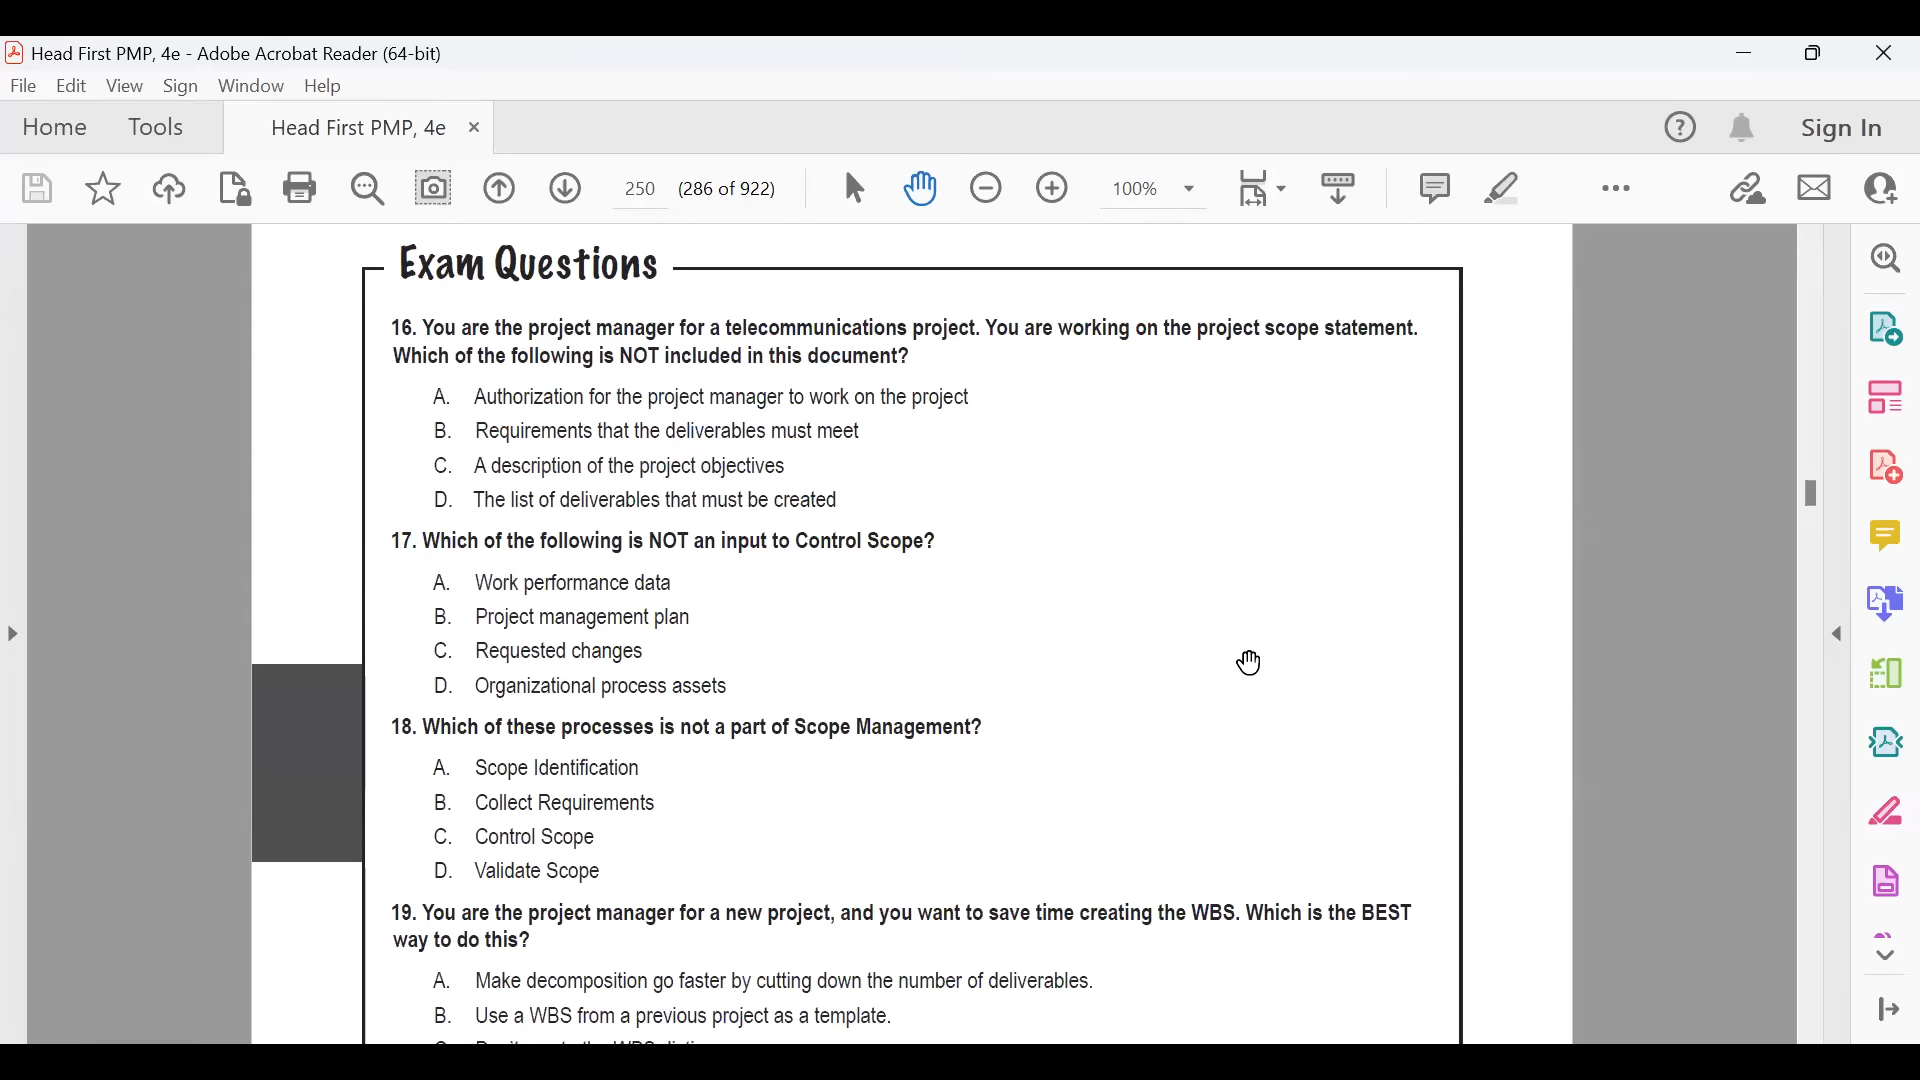 Head First PMP, 4e - Adobe Acrobat Reader (64-bit)
File Edit View Sign Window Help
Home Tools Head First PMP, 4e × Sign In
250 (286 of 922) 100%
Exam Questions
16. You are the project manager for a telecommunications project. You are working on the project scope statement.
Which of the following is NOT included in this document?
A. Authorization for the project manager to work on the project
B. Requirements that the deliverables must meet
C. A description of the project objectives
D. The list of deliverables that must be created
17. Which of the following is NOT an input to Control Scope?
A. Work performance data
B. Project management plan
C. Requested changes
D. Organizational process assets
18. Which of these processes is not a part of Scope Management?
A. Scope Identification
B. Collect Requirements
C. Control Scope
D. Validate Scope
19. You are the project manager for a new project, and you want to save time creating the WBS. Which is the BEST
way to do this?
A. Make decomposition go faster by cutting down the number of deliverables.
B. Use a WBS from a previous project as a template.